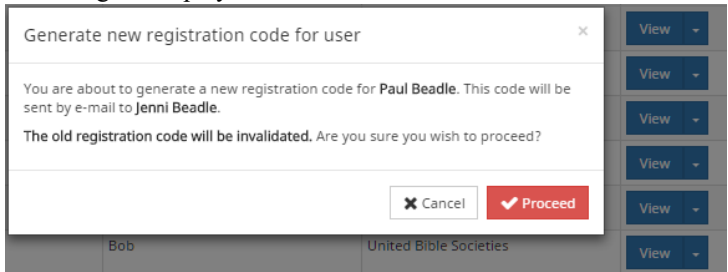 Generate new registration code for user ×
View
You are about to generate a new registration code for Paul Beadle. This code will be
sent by e-mail to Jenni Beadle.
View
The old registration code will be invalidated. Are you sure you wish to proceed?
View
View
Cancel Proceed
View
Bob United Bible Societies View